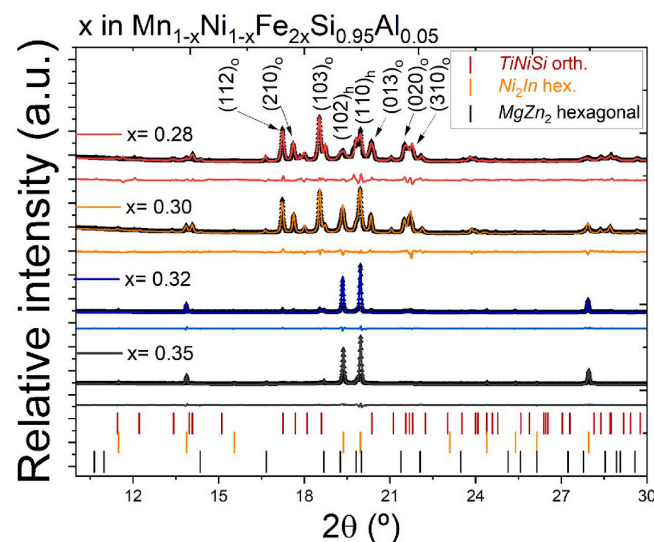 x in Mn₁₋ₓNi₁₋ₓFe₂ₓSi₀.₉₅Al₀.₀₅
Relative intensity (a.u.)
(112)ₒ
(210)ₒ
(103)ₒ
(102)ₕ
(110)ₕ
(013)ₒ
(020)ₒ
(310)ₒ
TiNiSi orth.
Ni₂In hex.
MgZn₂ hexagonal
x= 0.28
x= 0.30
x= 0.32
x= 0.35
12 15 18 21 24 27 30
2θ (º)